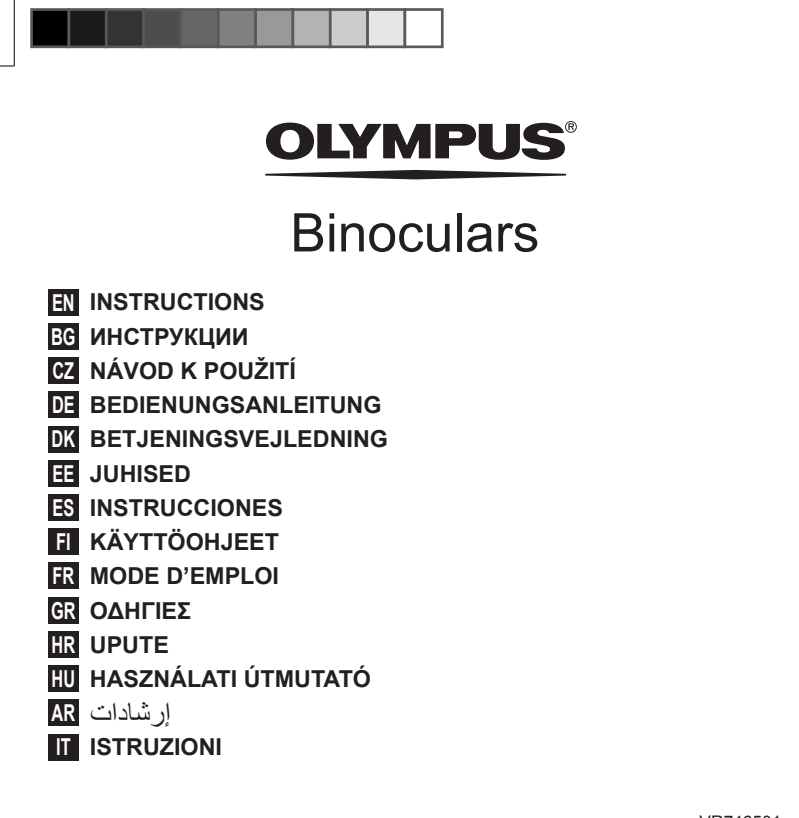 OLYMPUS®
Binoculars
EN INSTRUCTIONS
BG ИНСТРУКЦИИ
CZ NÁVOD K POUŽITÍ
DE BEDIENUNGSANLEITUNG
DK BETJENINGSVEJLEDNING
EE JUHISED
ES INSTRUCCIONES
FI KÄYTTÖOHJEET
FR MODE D’EMPLOI
GR ΟΔΗΓΙΕΣ
HR UPUTE
HU HASZNÁLATI ÚTMUTATÓ
AR إرشادات
IT ISTRUZIONI